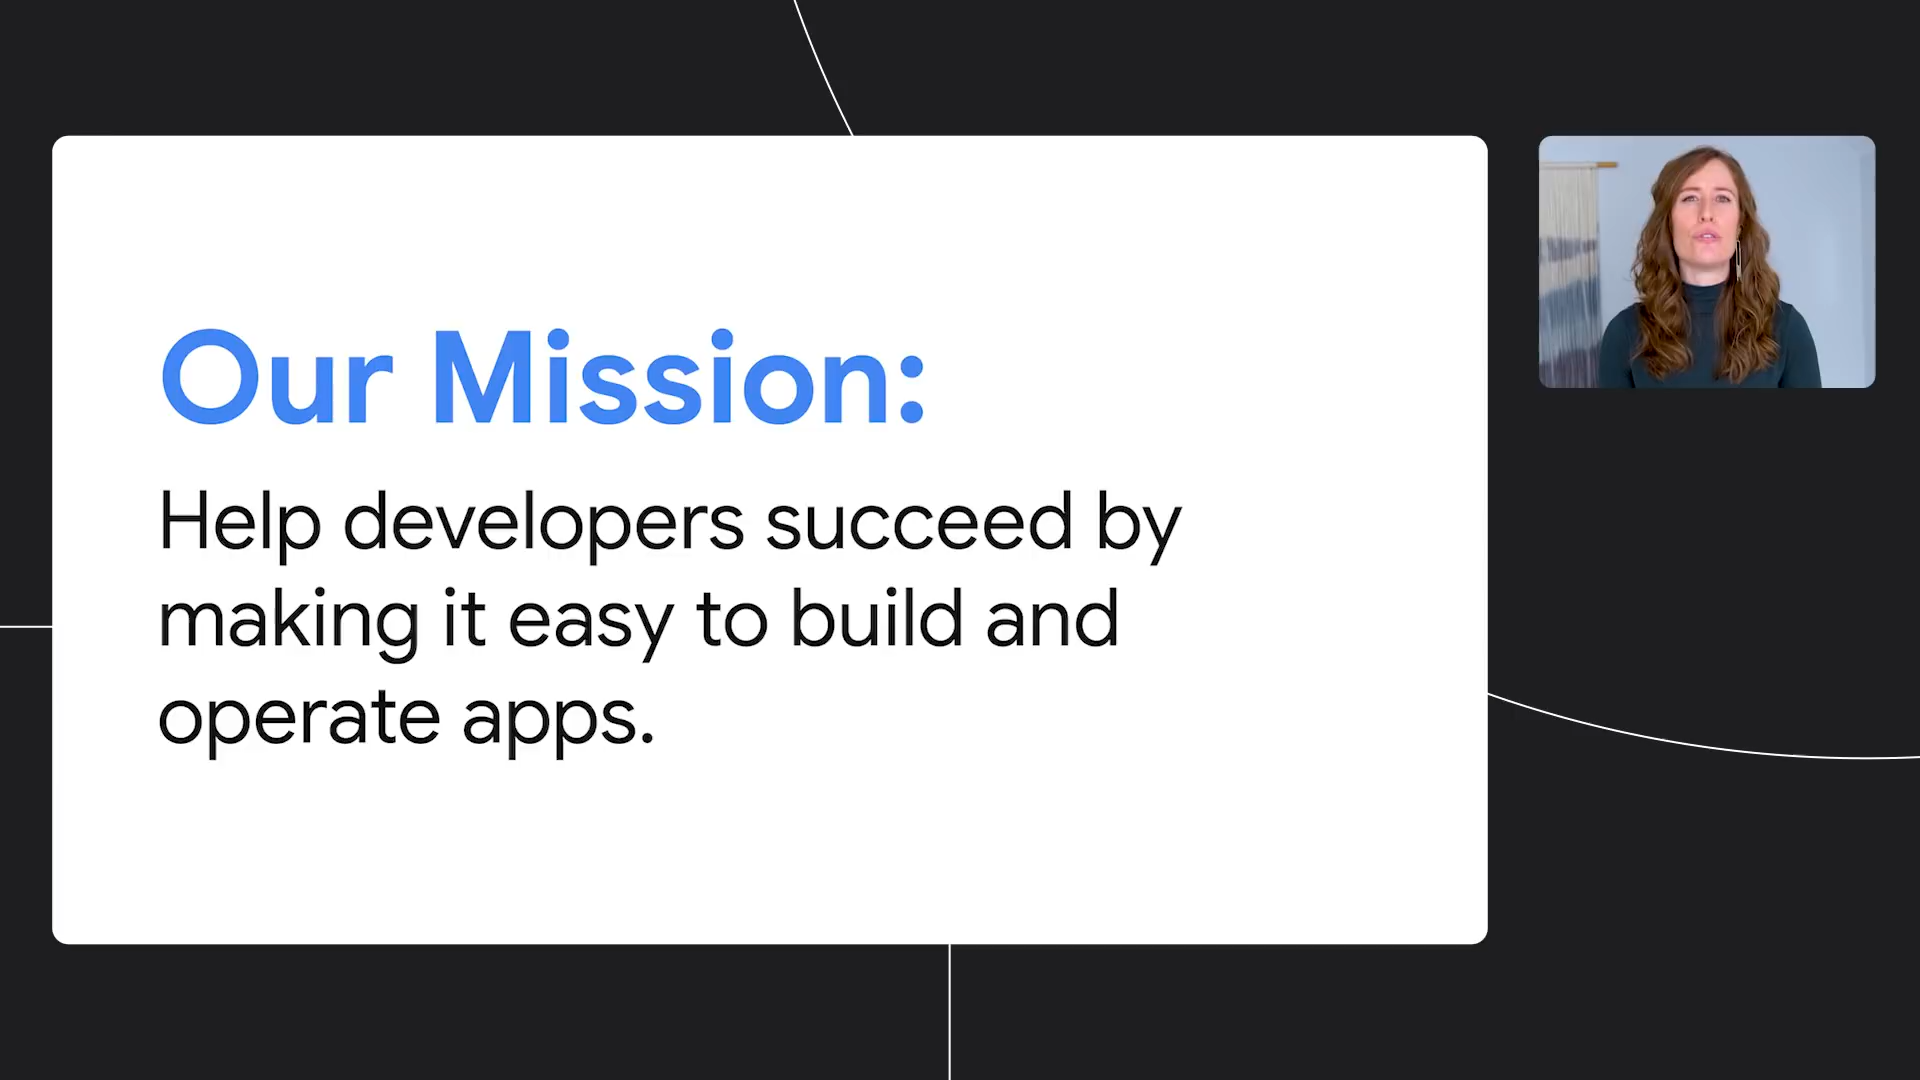 Our Mission:
Help developers succeed by
making it easy to build and
operate apps.